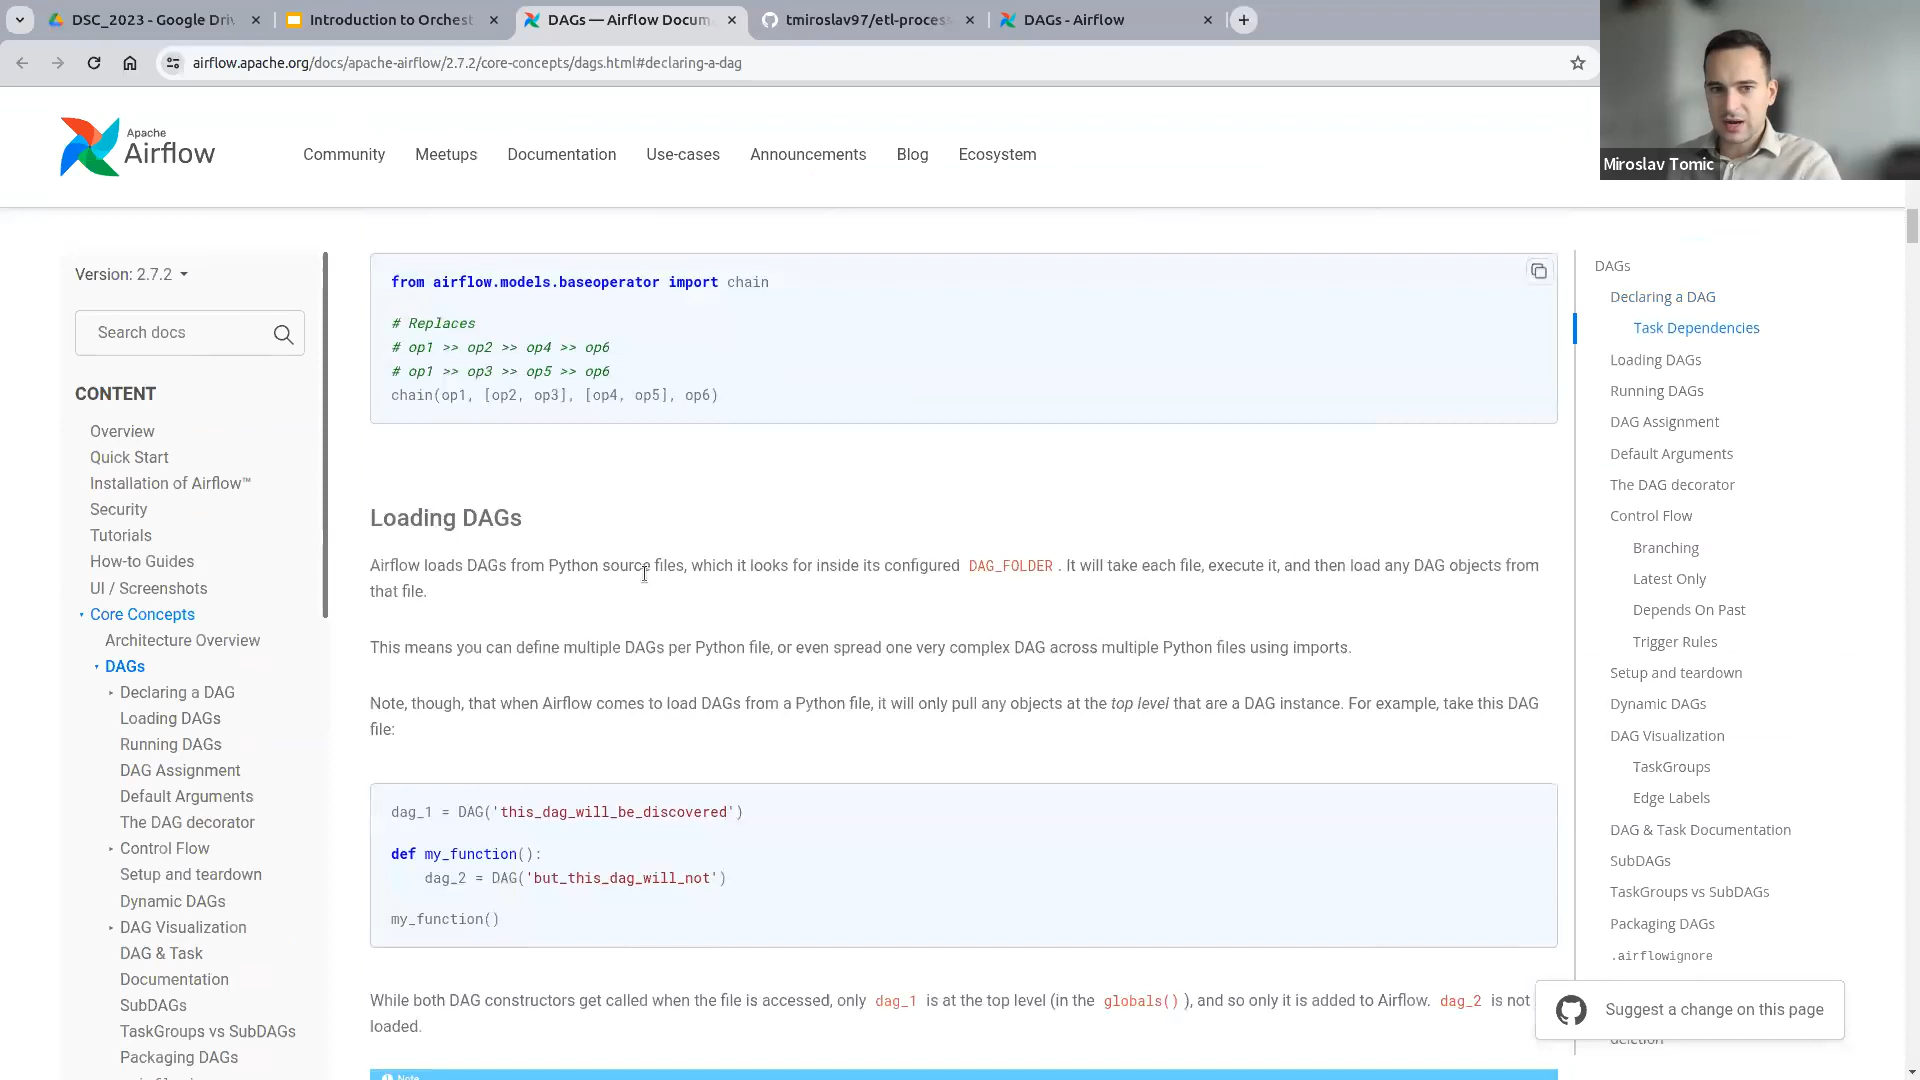 DSC_2023 - Google Driv
Introduction to Orchest
DAGs — Airflow Docum
tmiroslav97/etl-process
DAGs - Airflow
airflow.apache.org/docs/apache-airflow/2.7.2/core-concepts/dags.html#declaring-a-dag
Miroslav Tomic
Apache
Airflow
Community
Meetups
Documentation
Use-cases
Announcements
Blog
Ecosystem
Version: 2.7.2
Search docs
CONTENT
Overview
Quick Start
Installation of Airflow™
Security
Tutorials
How-to Guides
UI / Screenshots
Core Concepts
Architecture Overview
DAGs
Declaring a DAG
Loading DAGs
Running DAGs
DAG Assignment
Default Arguments
The DAG decorator
Control Flow
Setup and teardown
Dynamic DAGs
DAG Visualization
DAG & Task
Documentation
SubDAGs
TaskGroups vs SubDAGs
Packaging DAGs
from airflow.models.baseoperator import chain
# Replaces
# op1 >> op2 >> op4 >> op6
# op1 >> op3 >> op5 >> op6
chain(op1, [op2, op3], [op4, op5], op6)
Loading DAGs
Airflow loads DAGs from Python source files, which it looks for inside its configured DAG_FOLDER . It will take each file, execute it, and then load any DAG objects from
that file.
This means you can define multiple DAGs per Python file, or even spread one very complex DAG across multiple Python files using imports.
Note, though, that when Airflow comes to load DAGs from a Python file, it will only pull any objects at the top level that are a DAG instance. For example, take this DAG
file:
dag_1 = DAG('this_dag_will_be_discovered')
def my_function():
dag_2 = DAG('but_this_dag_will_not')
my_function()
While both DAG constructors get called when the file is accessed, only dag_1 is at the top level (in the globals() ), and so only it is added to Airflow. dag_2 is not
loaded.
Note
DAGs
Declaring a DAG
Task Dependencies
Loading DAGs
Running DAGs
DAG Assignment
Default Arguments
The DAG decorator
Control Flow
Branching
Latest Only
Depends On Past
Trigger Rules
Setup and teardown
Dynamic DAGs
DAG Visualization
TaskGroups
Edge Labels
DAG & Task Documentation
SubDAGs
TaskGroups vs SubDAGs
Packaging DAGs
.airflowignore
Suggest a change on this page
deletion